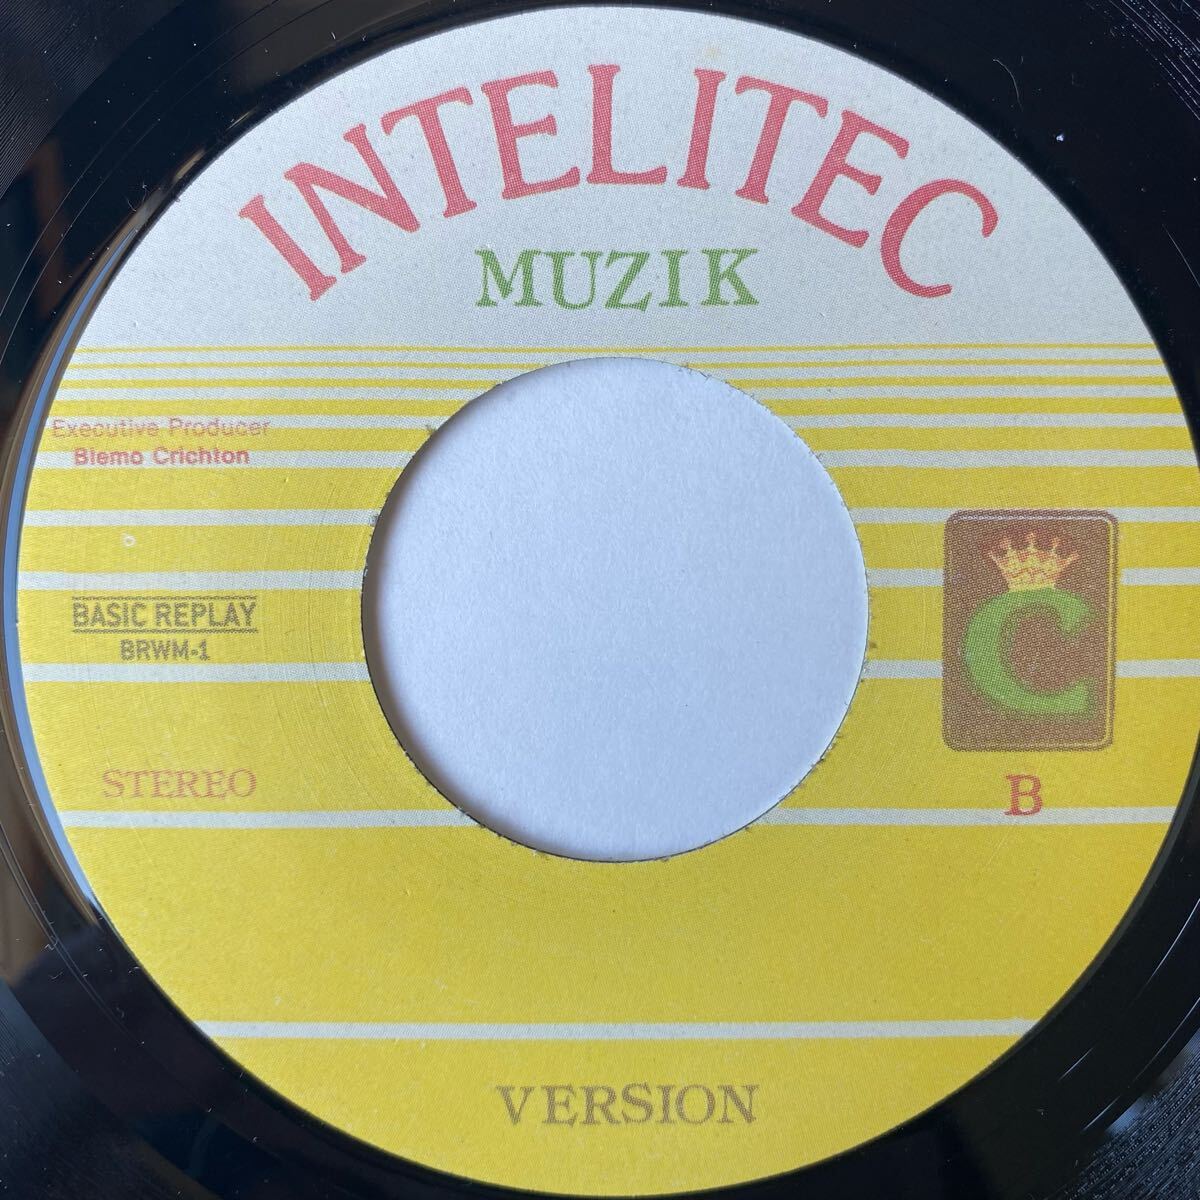 INTELITEC
MUZIK
Executive Producer
Blemo Crichton
BASIC REPLAY
BRWM-1
STEREO
C
B
VERSION